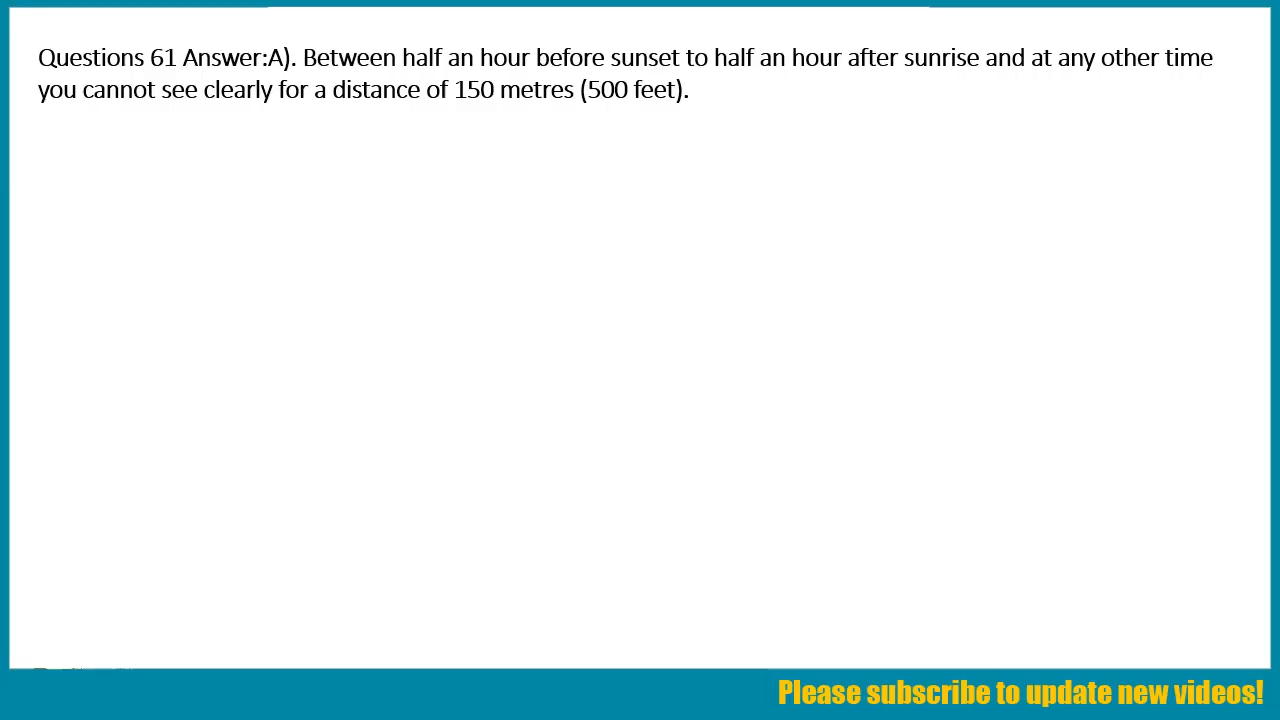 Questions 61 Answer:A). Between half an hour before sunset to half an hour after sunrise and at any other time
you cannot see clearly for a distance of 150 metres (500 feet).
Please subscribe to update new videos!